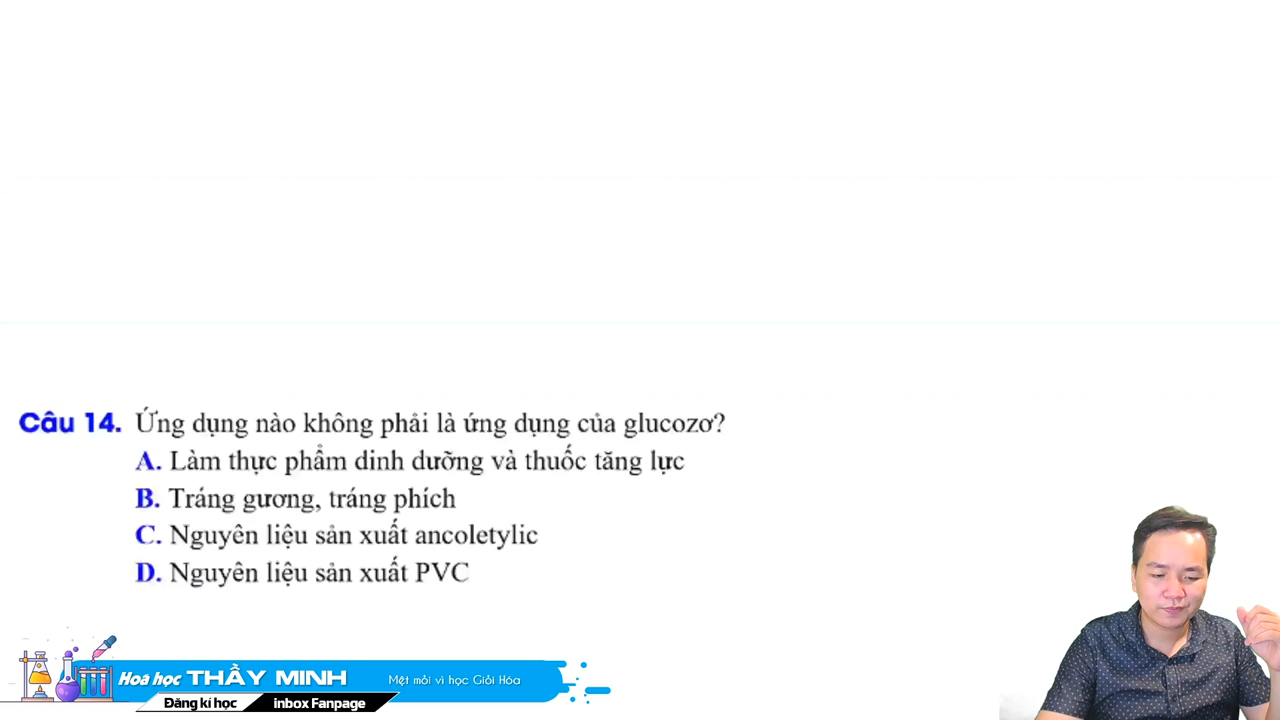 Câu 14. Ứng dụng nào không phải là ứng dụng của glucozơ?
A. Làm thực phẩm dinh dưỡng và thuốc tăng lực
B. Tráng gương, tráng phích
C. Nguyên liệu sản xuất ancoletylic
D. Nguyên liệu sản xuất PVC
Hoá học THẦY MINH
Mệt mỏi vì học Giỏi Hóa
Đăng kí học inbox Fanpage